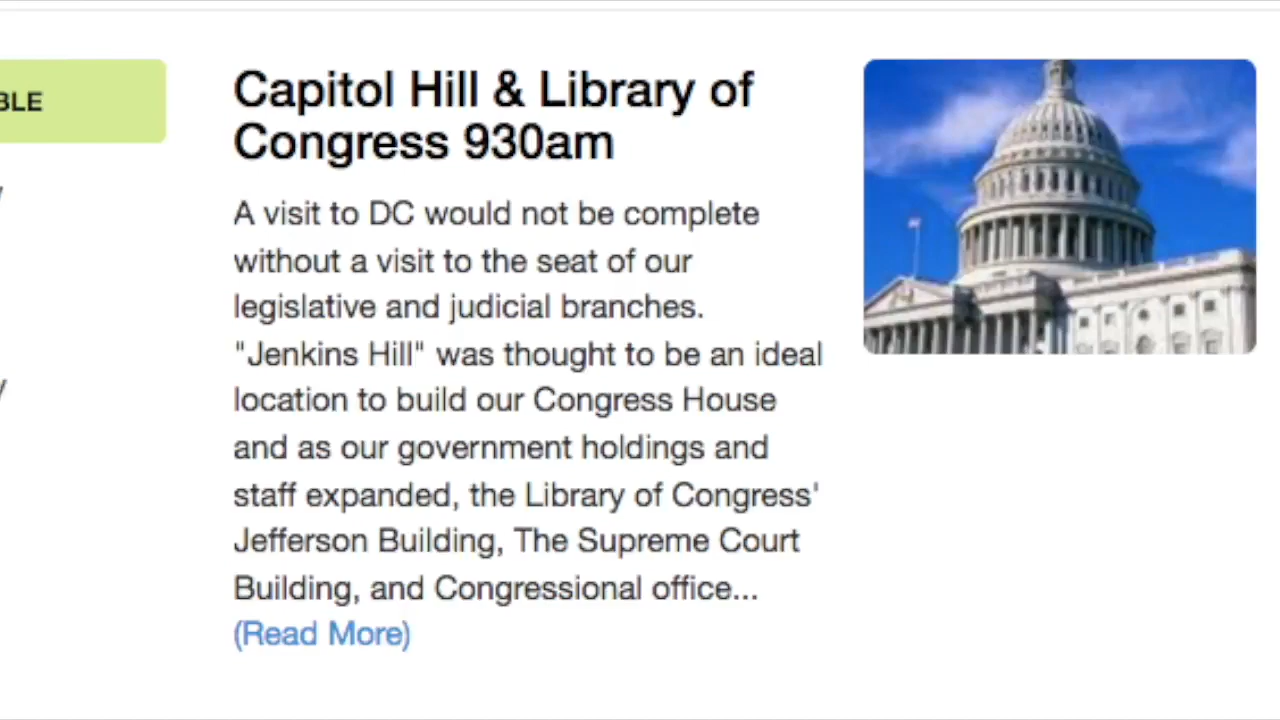 BLE
Capitol Hill & Library of
Congress 930am
A visit to DC would not be complete
without a visit to the seat of our
legislative and judicial branches.
"Jenkins Hill" was thought to be an ideal
location to build our Congress House
and as our government holdings and
staff expanded, the Library of Congress'
Jefferson Building, The Supreme Court
Building, and Congressional office...
(Read More)